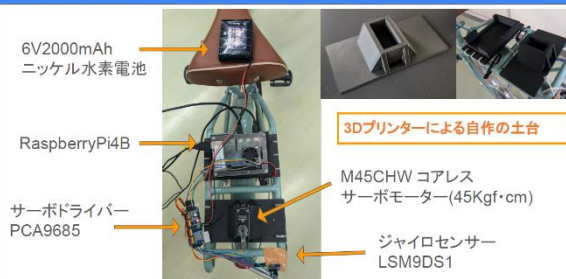 6V2000mAh
ニッケル水素電池
RaspberryPi4B
サーボドライバー
PCA9685
3Dプリンターによる自作の土台
M45CHW コアレス
サーボモーター(45Kgf・cm)
ジャイロセンサー
LSM9DS1